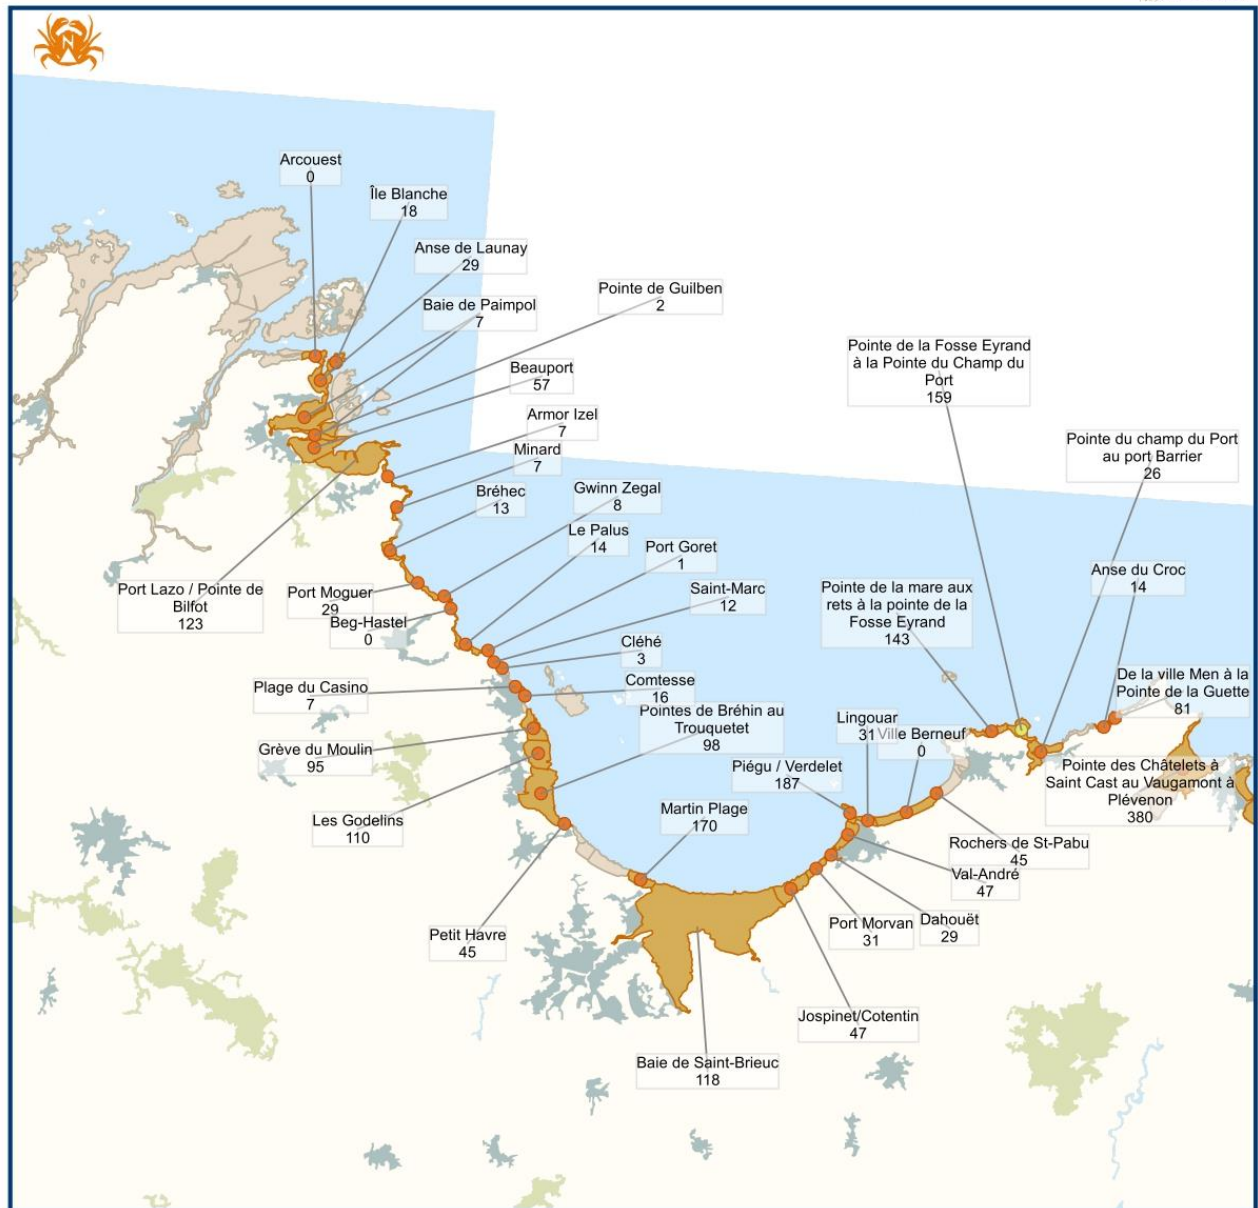 N
Arcouest
0
Île Blanche
18
Anse de Launay
29
Baie de Paimpol
7
Pointe de Guilben
2
Beauport
57
Armor Izel
7
Minard
7
Bréhec
13
Gwinn Zegal
8
Le Palus
14
Port Goret
1
Saint-Marc
12
Cléhé
3
Comtesse
16
Pointes de Bréhin au
Trouquetet
98
Port Lazo / Pointe de
Bilfot
123
Port Moguer
29
Beg-Hastel
0
Plage du Casino
7
Grève du Moulin
95
Les Godelins
110
Petit Havre
45
Martin Plage
170
Baie de Saint-Brieuc
118
Piégu / Verdelet
187
Lingouar
31
Ville Berneuf
0
Pointe de la mare aux
rets à la pointe de la
Fosse Eyrand
143
Pointe de la Fosse Eyrand
à la Pointe du Champ du
Port
159
Pointe du champ du Port
au port Barrier
26
Anse du Croc
14
De la ville Men à la
Pointe de la Guette
81
Pointe des Châtelets à
Saint Cast au Vaugamont à
Plévenon
380
Rochers de St-Pabu
45
Val-André
47
Dahouët
29
Port Morvan
31
Jospinet/Cotentin
47